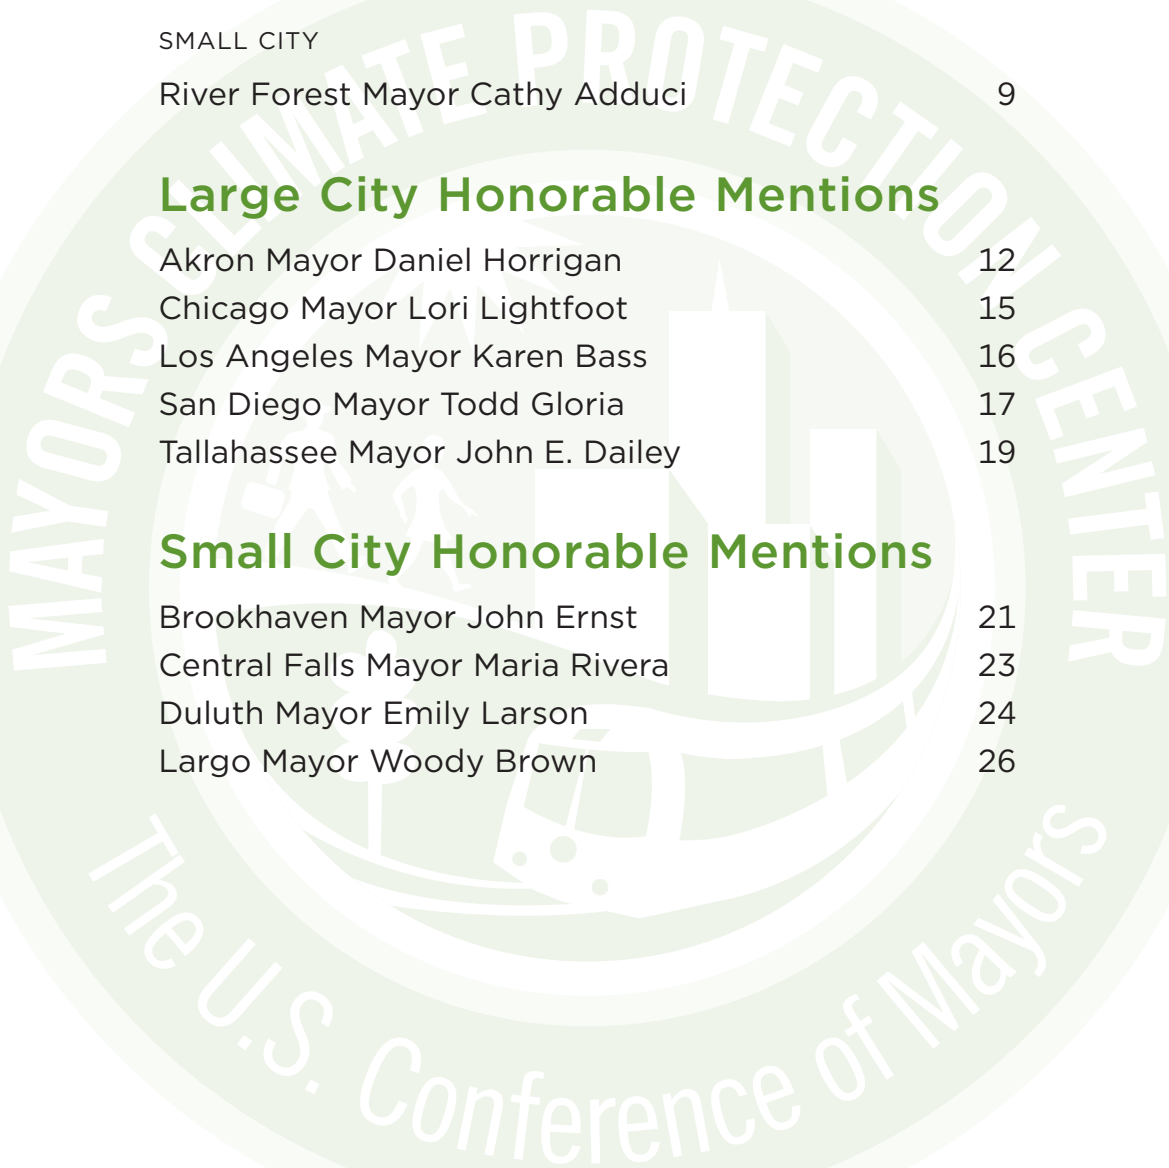 SMALL CITY
River Forest Mayor Cathy Adduci 9
Large City Honorable Mentions
Akron Mayor Daniel Horrigan 12
Chicago Mayor Lori Lightfoot 15
Los Angeles Mayor Karen Bass 16
San Diego Mayor Todd Gloria 17
Tallahassee Mayor John E. Dailey 19
Small City Honorable Mentions
Brookhaven Mayor John Ernst 21
Central Falls Mayor Maria Rivera 23
Duluth Mayor Emily Larson 24
Largo Mayor Woody Brown 26
MAYORS CLIMATE PROTECTION CENTER
The U.S. Conference of Mayors